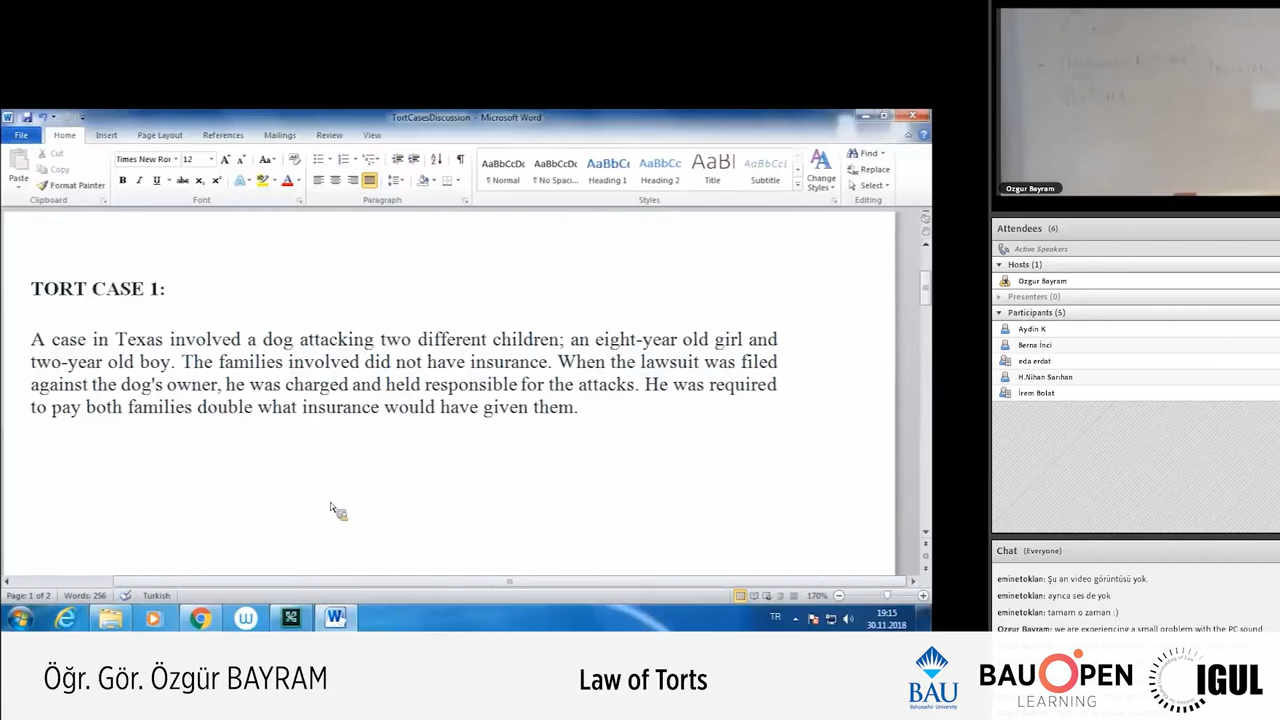 TortCasesDiscussion - Microsoft Word
File Home Insert Page Layout References Mailings Review View
Paste
Cut
Copy
Format Painter
Clipboard
Times New Ro 12
Font
Paragraph
AaBbCcDc AaBbCcDc AaBbCc AaBbCc AaBl AaBbCcI
¶ Normal ¶ No Spaci... Heading 1 Heading 2 Title Subtitle
Change Styles
Styles
Find
Replace
Select
Editing
TORT CASE 1:
A case in Texas involved a dog attacking two different children; an eight-year old girl and
two-year old boy. The families involved did not have insurance. When the lawsuit was filed
against the dog's owner, he was charged and held responsible for the attacks. He was required
to pay both families double what insurance would have given them.
Page: 1 of 2 Words: 256 Turkish 170%
TR 19:15
30.11.2018
Ozgur Bayram
Attendees (6)
Active Speakers
Hosts (1)
Ozgur Bayram
Presenters (0)
Participants (5)
Aydin K
Berna İnci
eda erdat
H.Nihan Sarıhan
İrem Bolat
Chat (Everyone)
eminetoklan: Şu an video görüntüsü yok.
eminetoklan: ayrıca ses de yok
eminetoklan: tamam o zaman :)
Ozgur Bayram: we are experiencing a small problem with the PC sound
Öğr. Gör. Özgür BAYRAM
Law of Torts
BAU
Bahçeşehir University
BAU OPEN
LEARNING
IGUL